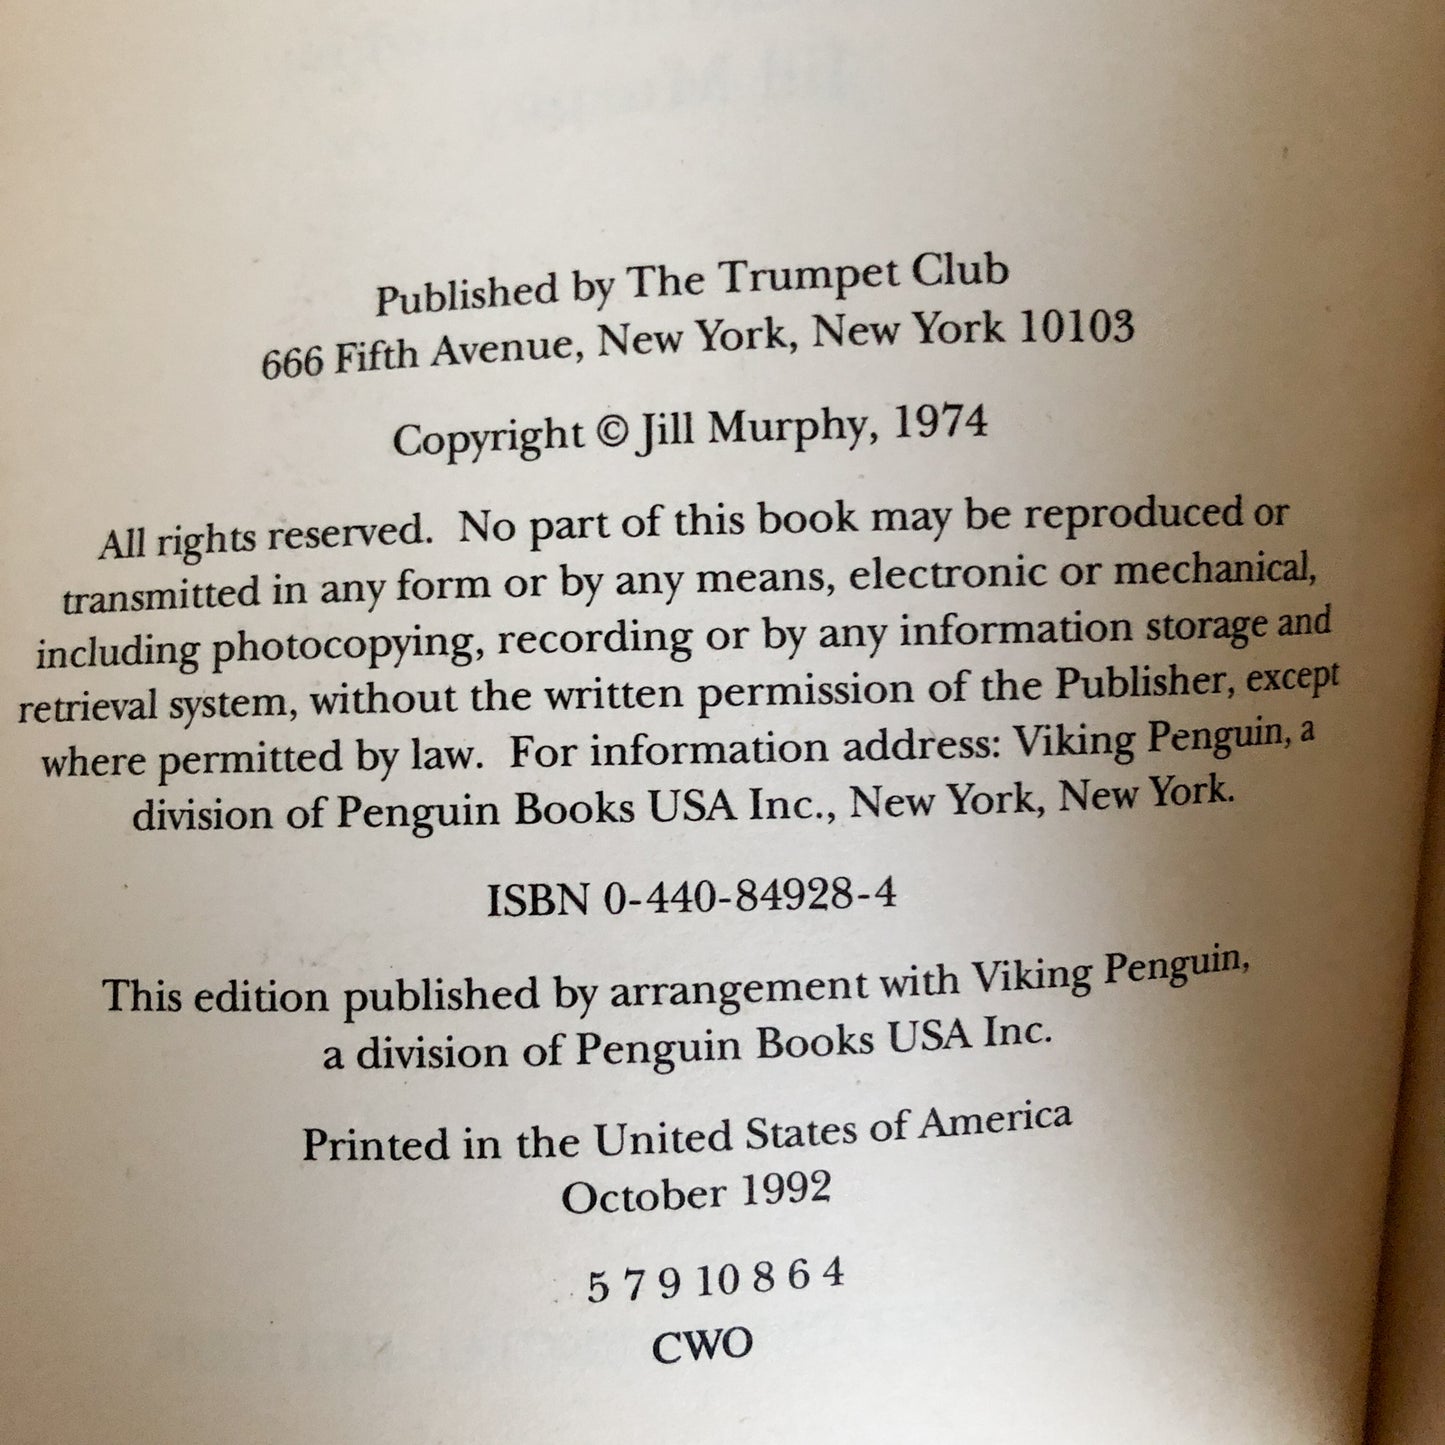 Published by The Trumpet Club
666 Fifth Avenue, New York, New York 10103
Copyright © Jill Murphy, 1974
All rights reserved. No part of this book may be reproduced or
transmitted in any form or by any means, electronic or mechanical,
including photocopying, recording or by any information storage and
retrieval system, without the written permission of the Publisher, except
where permitted by law. For information address: Viking Penguin, a
division of Penguin Books USA Inc., New York, New York.
ISBN 0-440-84928-4
This edition published by arrangement with Viking Penguin,
a division of Penguin Books USA Inc.
Printed in the United States of America
October 1992
5 7 9 10 8 6 4
CWO